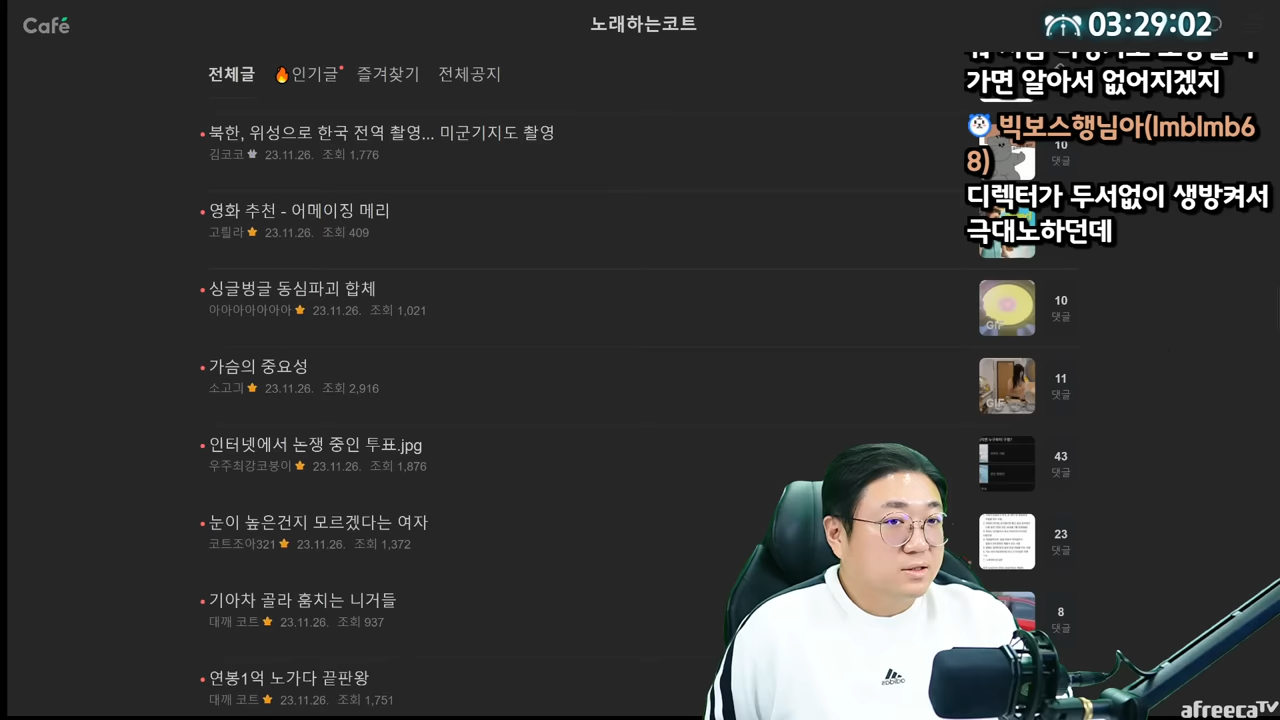 Café
노래하는코트
03:29:02
전체글 🔥인기글 즐겨찾기 전체공지
가면 알아서 없어지겠지
빅보스행님아(lmblmb6
8)
디렉터가 두서없이 생방켜서
극대노하던데
북한, 위성으로 한국 전역 촬영... 미군기지도 촬영
김코코 23.11.26. 조회 1,776
10
댓글
영화 추천 - 어메이징 메리
고릴라 23.11.26. 조회 409
싱글벙글 동심파괴 합체
아아아아아아아 23.11.26. 조회 1,021
GIF
10
댓글
가슴의 중요성
소고기 23.11.26. 조회 2,916
GIF
11
댓글
인터넷에서 논쟁 중인 투표.jpg
우주최강코붕이 23.11.26. 조회 1,876
43
댓글
눈이 높은건지 모르겠다는 여자
코트조아321 조회 1,372
23
댓글
기아차 골라 훔치는 니거들
대깨 코트 23.11.26. 조회 937
8
댓글
연봉1억 노가다 끝판왕
대깨 코트 23.11.26. 조회 1,751
adidas
afreecaTV